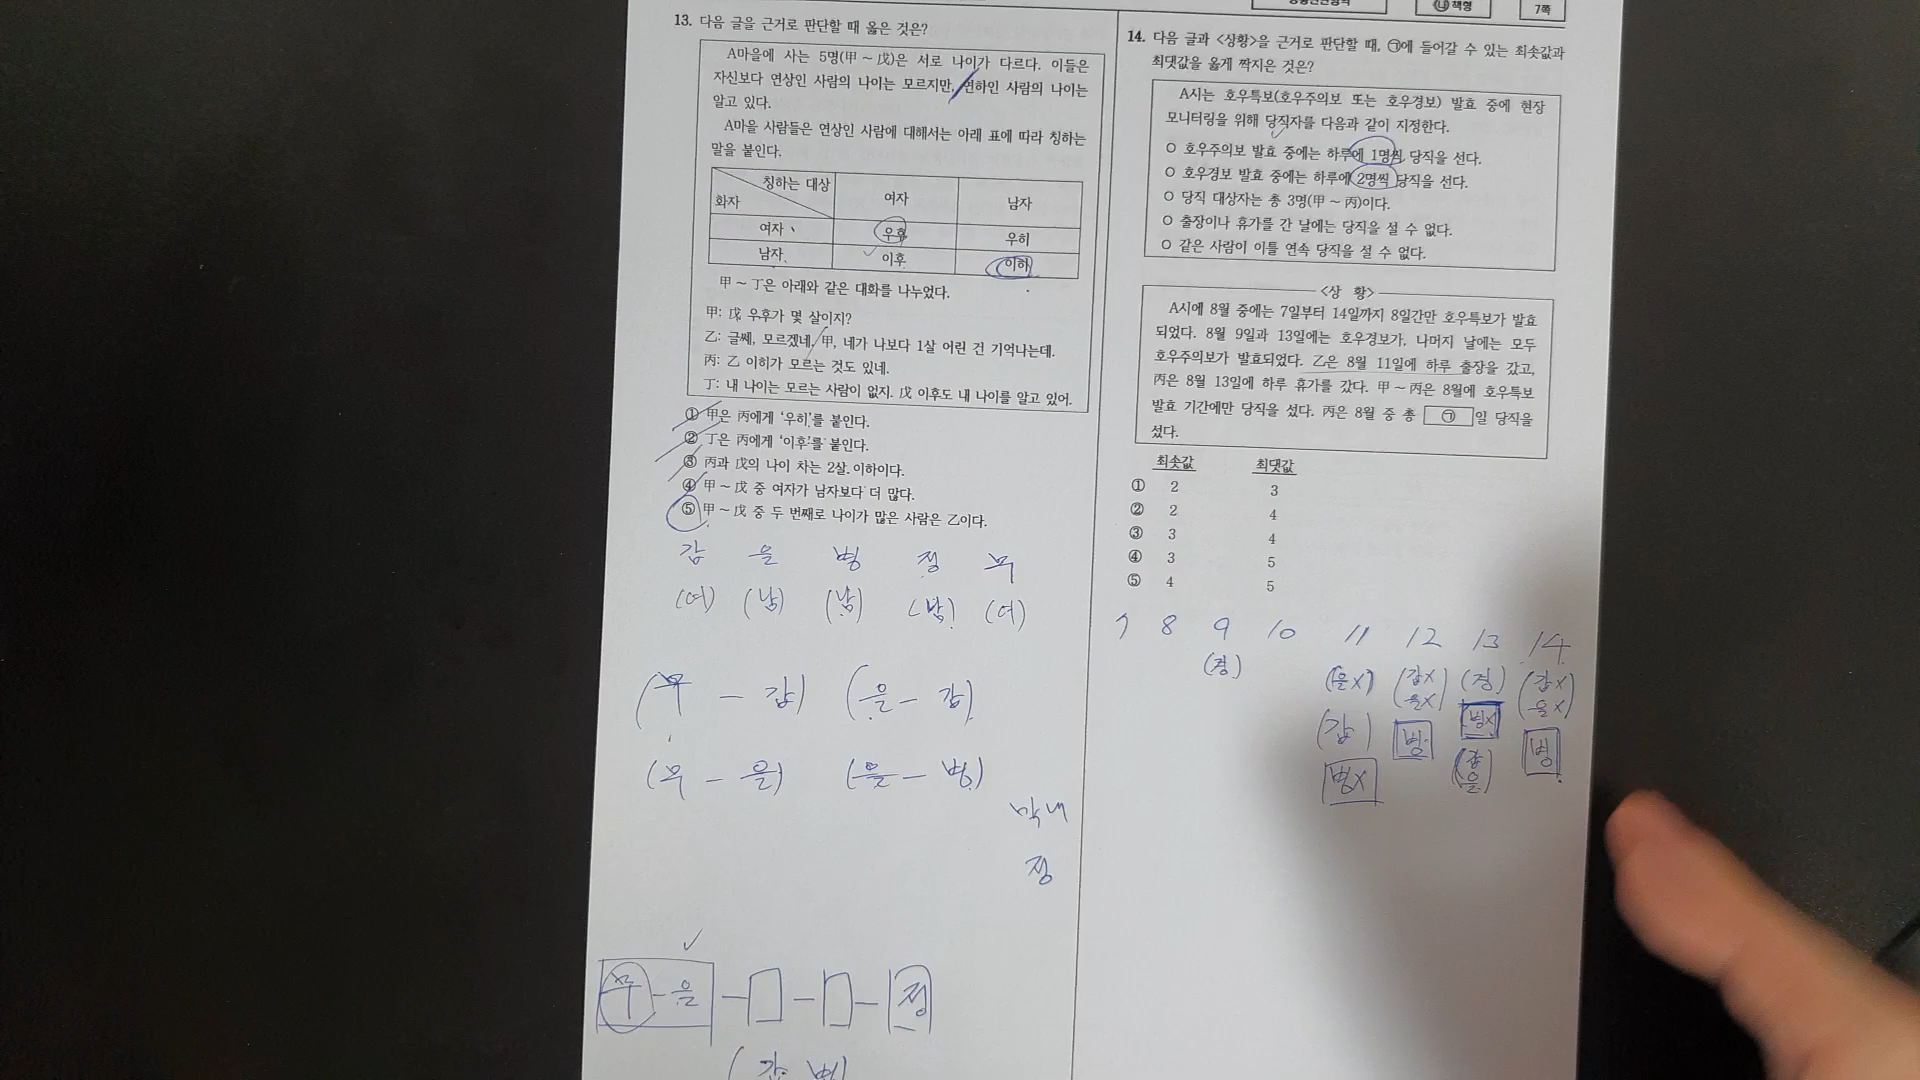 책형
7쪽
13. 다음 글을 근거로 판단할 때 옳은 것은?
A마을에 사는 5명(甲～戊)은 서로 나이가 다르다. 이들은
자신보다 연상인 사람의 나이는 모르지만, 연하인 사람의 나이는
알고 있다.
A마을 사람들은 연상인 사람에 대해서는 아래 표에 따라 칭하는
말을 붙인다.
칭하는 대상
화자
여자
남자
여자
우후
우히
남자
이후
이하
甲～丁은 아래와 같은 대화를 나누었다.
甲: 戊 우후가 몇 살이지?
乙: 글쎄, 모르겠네. 甲, 네가 나보다 1살 어린 건 기억나는데.
丙: 乙 이히가 모르는 것도 있네.
丁: 내 나이는 모르는 사람이 없지. 戊 이후도 내 나이를 알고 있어.
① 甲은 丙에게 '우히'를 붙인다.
② 丁은 丙에게 '이후'를 붙인다.
③ 丙과 戊의 나이 차는 2살 이하이다.
④ 甲～戊 중 여자가 남자보다 더 많다.
⑤ 甲～戊 중 두 번째로 나이가 많은 사람은 乙이다.
갑 을 병 정 무
(여) (남) (남) (남) (여)
(무 - 갑) (을 - 갑)
(무 - 을) (을 - 병)
막내
정
무 - 을 - □ - □ - 정
14. 다음 글과 <상황>을 근거로 판단할 때, ㉠에 들어갈 수 있는 최솟값과
최댓값을 옳게 짝지은 것은?
A시는 호우특보(호우주의보 또는 호우경보) 발효 중에 현장
모니터링을 위해 당직자를 다음과 같이 지정한다.
○ 호우주의보 발효 중에는 하루에 1명씩 당직을 선다.
○ 호우경보 발효 중에는 하루에 2명씩 당직을 선다.
○ 당직 대상자는 총 3명(甲～丙)이다.
○ 출장이나 휴가를 간 날에는 당직을 설 수 없다.
○ 같은 사람이 이틀 연속 당직을 설 수 없다.
<상 황>
A시에 8월 중에는 7일부터 14일까지 8일간만 호우특보가 발효
되었다. 8월 9일과 13일에는 호우경보가, 나머지 날에는 모두
호우주의보가 발효되었다. 乙은 8월 11일에 하루 출장을 갔고,
丙은 8월 13일에 하루 휴가를 갔다. 甲～丙은 8월에 호우특보
발효 기간에만 당직을 섰다. 丙은 8월 중 총 ㉠ 일 당직을
섰다.
최솟값 최댓값
① 2 3
② 2 4
③ 3 4
④ 3 5
⑤ 4 5
7 8 9 10 11 12 13 14
(경) (을X) (갑X 을X) (경) (갑X 을X)
(갑) 병 병X 병
병X (갑 을)